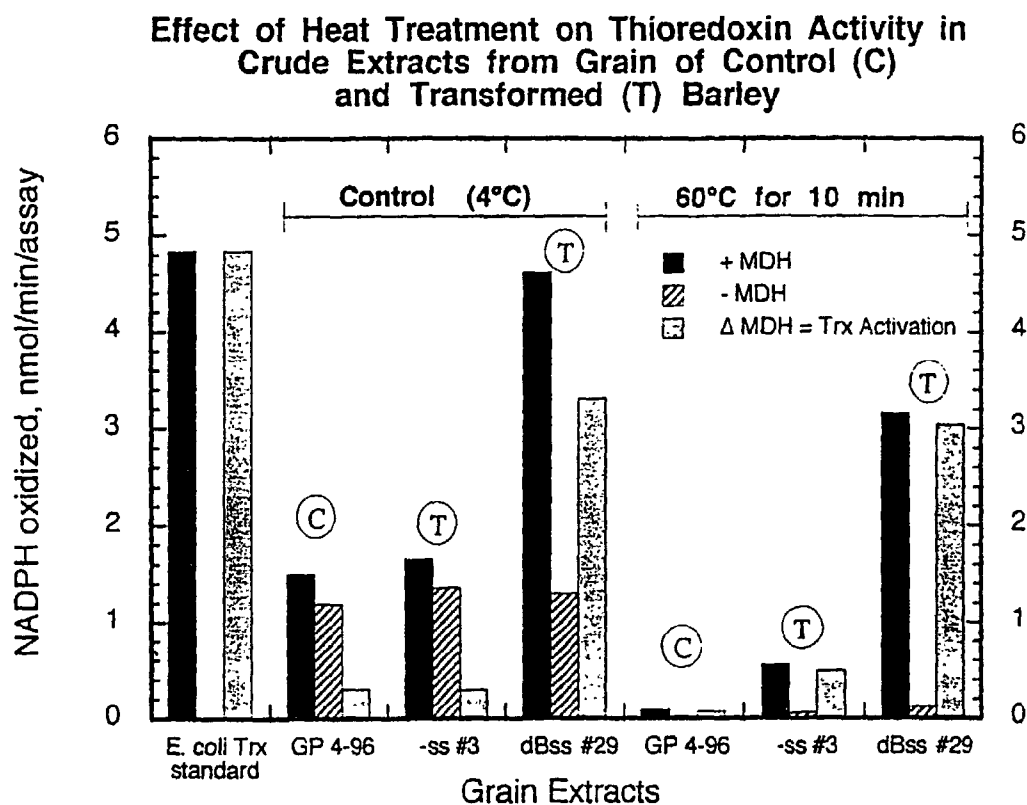 Effect of Heat Treatment on Thioredoxin Activity in
Crude Extracts from Grain of Control (C)
and Transformed (T) Barley
NADPH oxidized, nmol/min/assay
6
5
4
3
2
1
0
6
5
4
3
2
1
0
Control (4°C)
60°C for 10 min
+ MDH
- MDH
Δ MDH = Trx Activation
C
T
T
C
T
T
E. coli Trx
standard
GP 4-96
-ss #3
dBss #29
GP 4-96
-ss #3
dBss #29
Grain Extracts